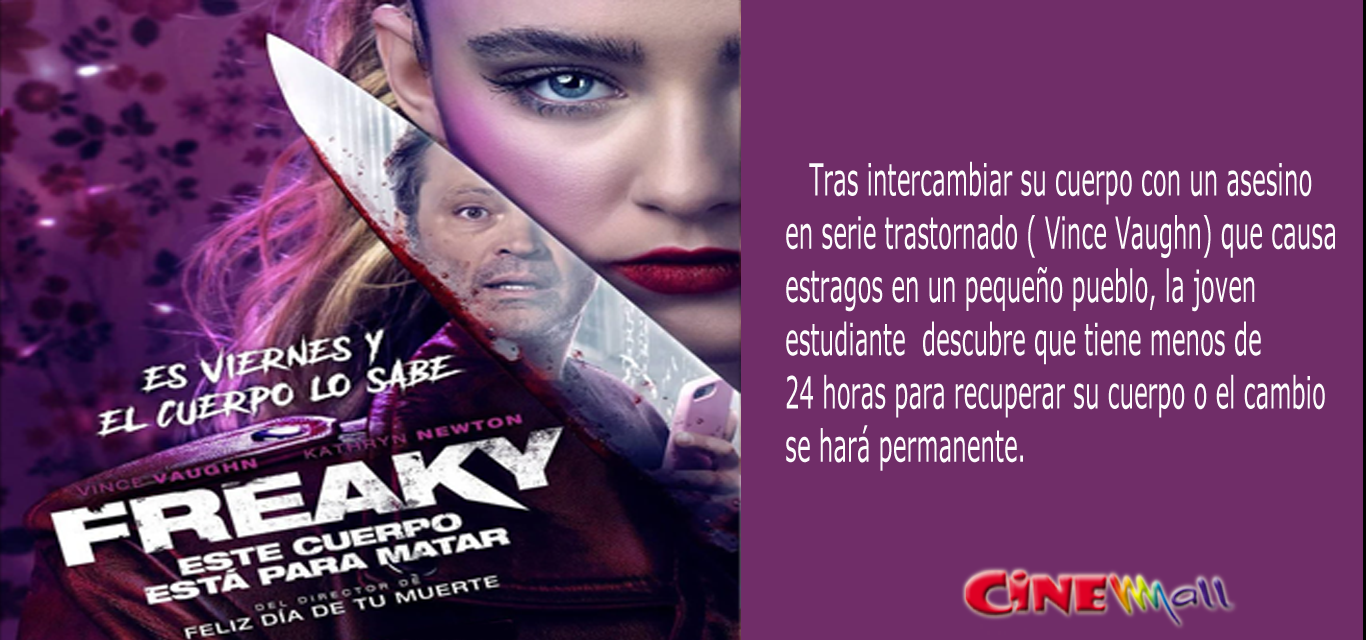 ES VIERNES Y
EL CUERPO LO SABE
VINCE VAUGHN KATHRYN NEWTON
FREAKY
ESTE CUERPO
ESTÁ PARA MATAR
DEL DIRECTOR DE
FELIZ DÍA DE TU MUERTE
Tras intercambiar su cuerpo con un asesino
en serie trastornado ( Vince Vaughn) que causa
estragos en un pequeño pueblo, la joven
estudiante descubre que tiene menos de
24 horas para recuperar su cuerpo o el cambio
se hará permanente.
CiNEMall